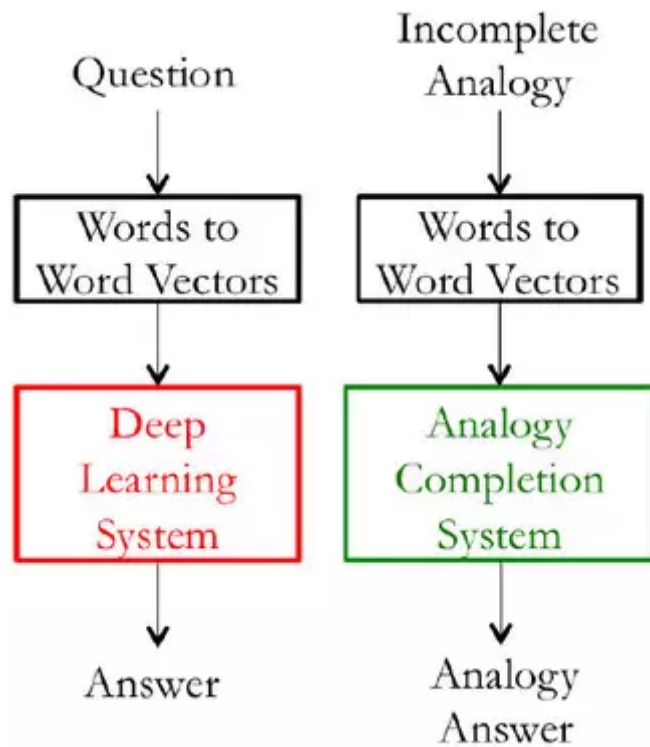 Question
Words to
Word Vectors
Deep
Learning
System
Answer
Incomplete
Analogy
Words to
Word Vectors
Analogy
Completion
System
Analogy
Answer